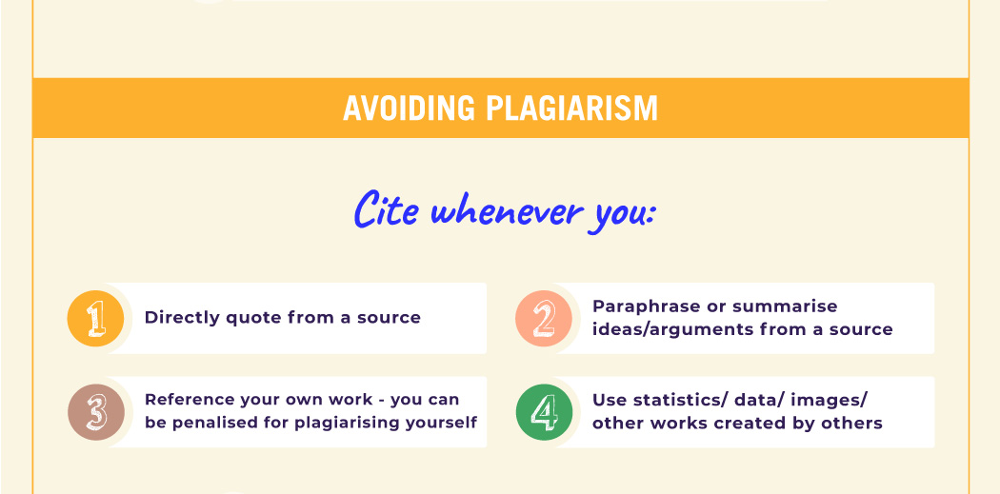 AVOIDING PLAGIARISM
Cite whenever you:
1
Directly quote from a source
2
Paraphrase or summarise
ideas/arguments from a source
3
Reference your own work - you can
be penalised for plagiarising yourself
4
Use statistics/ data/ images/
other works created by others